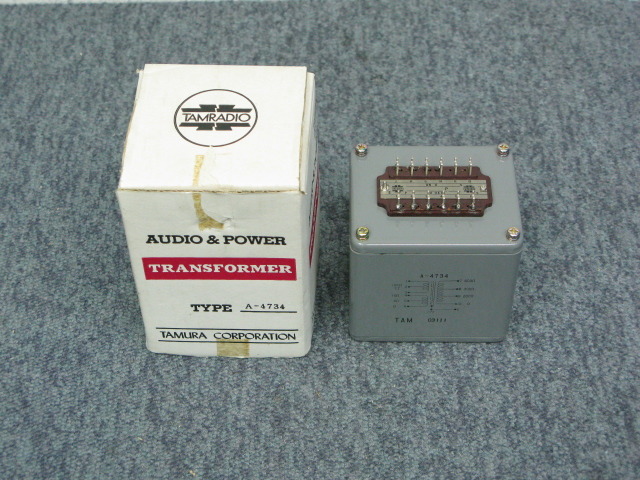 TAMRADIO
AUDIO & POWER
TRANSFORMER
TYPE A-4734
TAMURA CORPORATION
A-4734
TAM